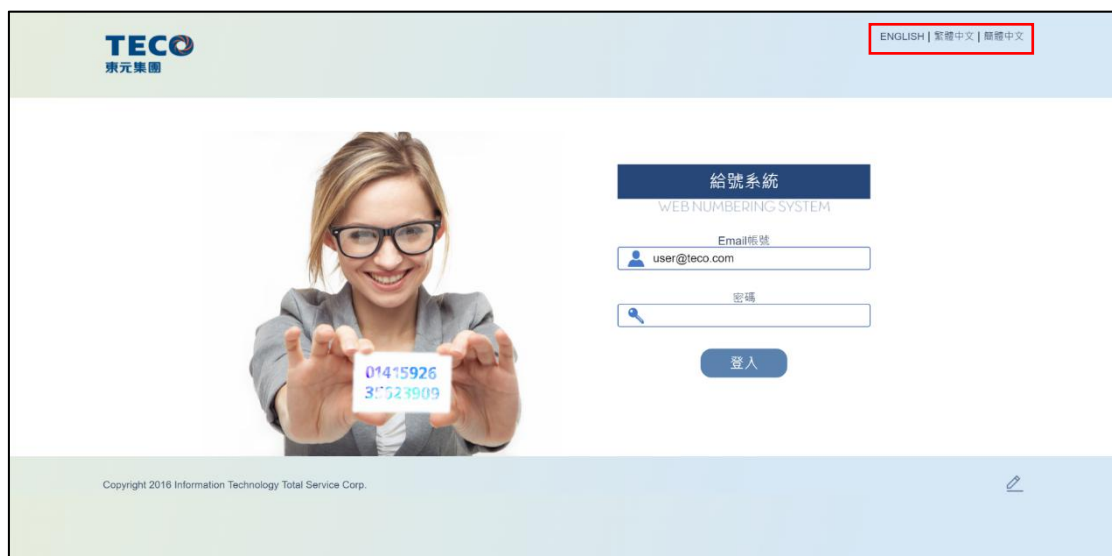 TECO
東元集團
ENGLISH | 繁體中文 | 簡體中文
給號系統
WEB NUMBERING SYSTEM
Email帳號
user@teco.com
密碼
登入
01415926
35623909
Copyright 2016 Information Technology Total Service Corp.